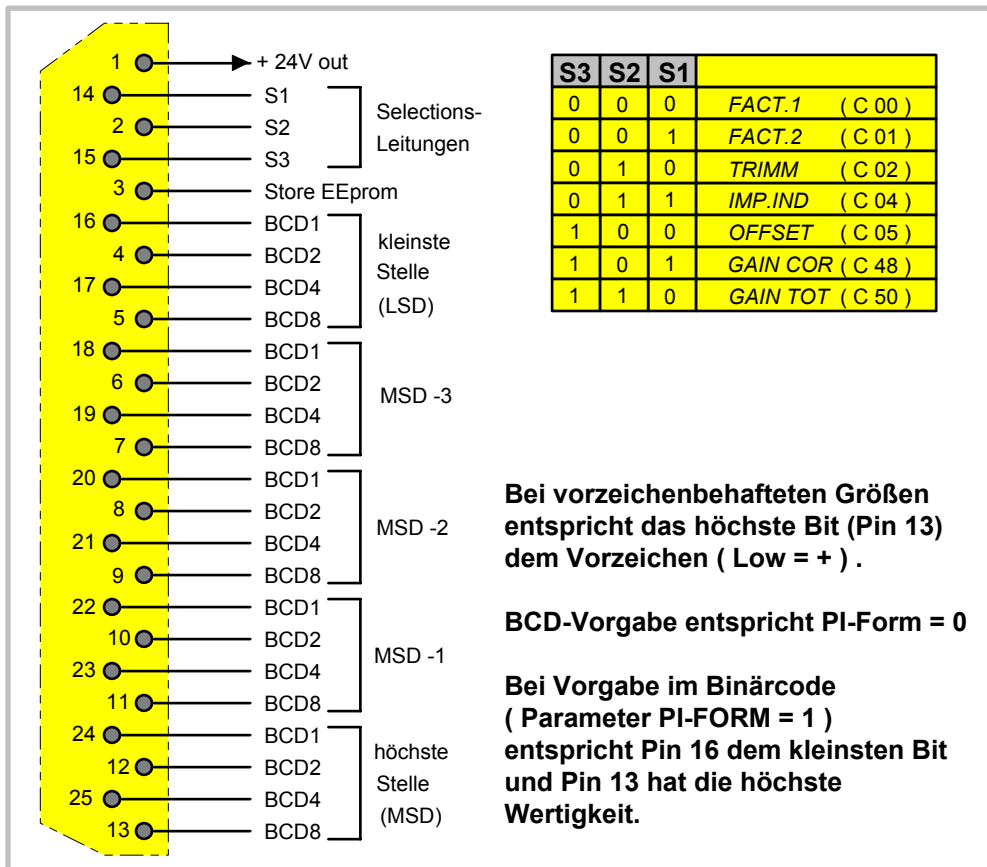 1 + 24V out
14 S1
2 S2
15 S3
Selections-
Leitungen
3 Store EEprom
16 BCD1
4 BCD2
17 BCD4
5 BCD8
kleinste
Stelle
(LSD)
18 BCD1
6 BCD2
19 BCD4
7 BCD8
MSD -3
20 BCD1
8 BCD2
21 BCD4
9 BCD8
MSD -2
22 BCD1
10 BCD2
23 BCD4
11 BCD8
MSD -1
24 BCD1
12 BCD2
25 BCD4
13 BCD8
höchste
Stelle
(MSD)
S3 S2 S1
0 0 0 FACT.1 ( C 00 )
0 0 1 FACT.2 ( C 01 )
0 1 0 TRIMM ( C 02 )
0 1 1 IMP.IND ( C 04 )
1 0 0 OFFSET ( C 05 )
1 0 1 GAIN COR ( C 48 )
1 1 0 GAIN TOT ( C 50 )
Bei vorzeichenbehafteten Größen
entspricht das höchste Bit (Pin 13)
dem Vorzeichen ( Low = + ) .
BCD-Vorgabe entspricht PI-Form = 0
Bei Vorgabe im Binärcode
( Parameter PI-FORM = 1 )
entspricht Pin 16 dem kleinsten Bit
und Pin 13 hat die höchste
Wertigkeit.